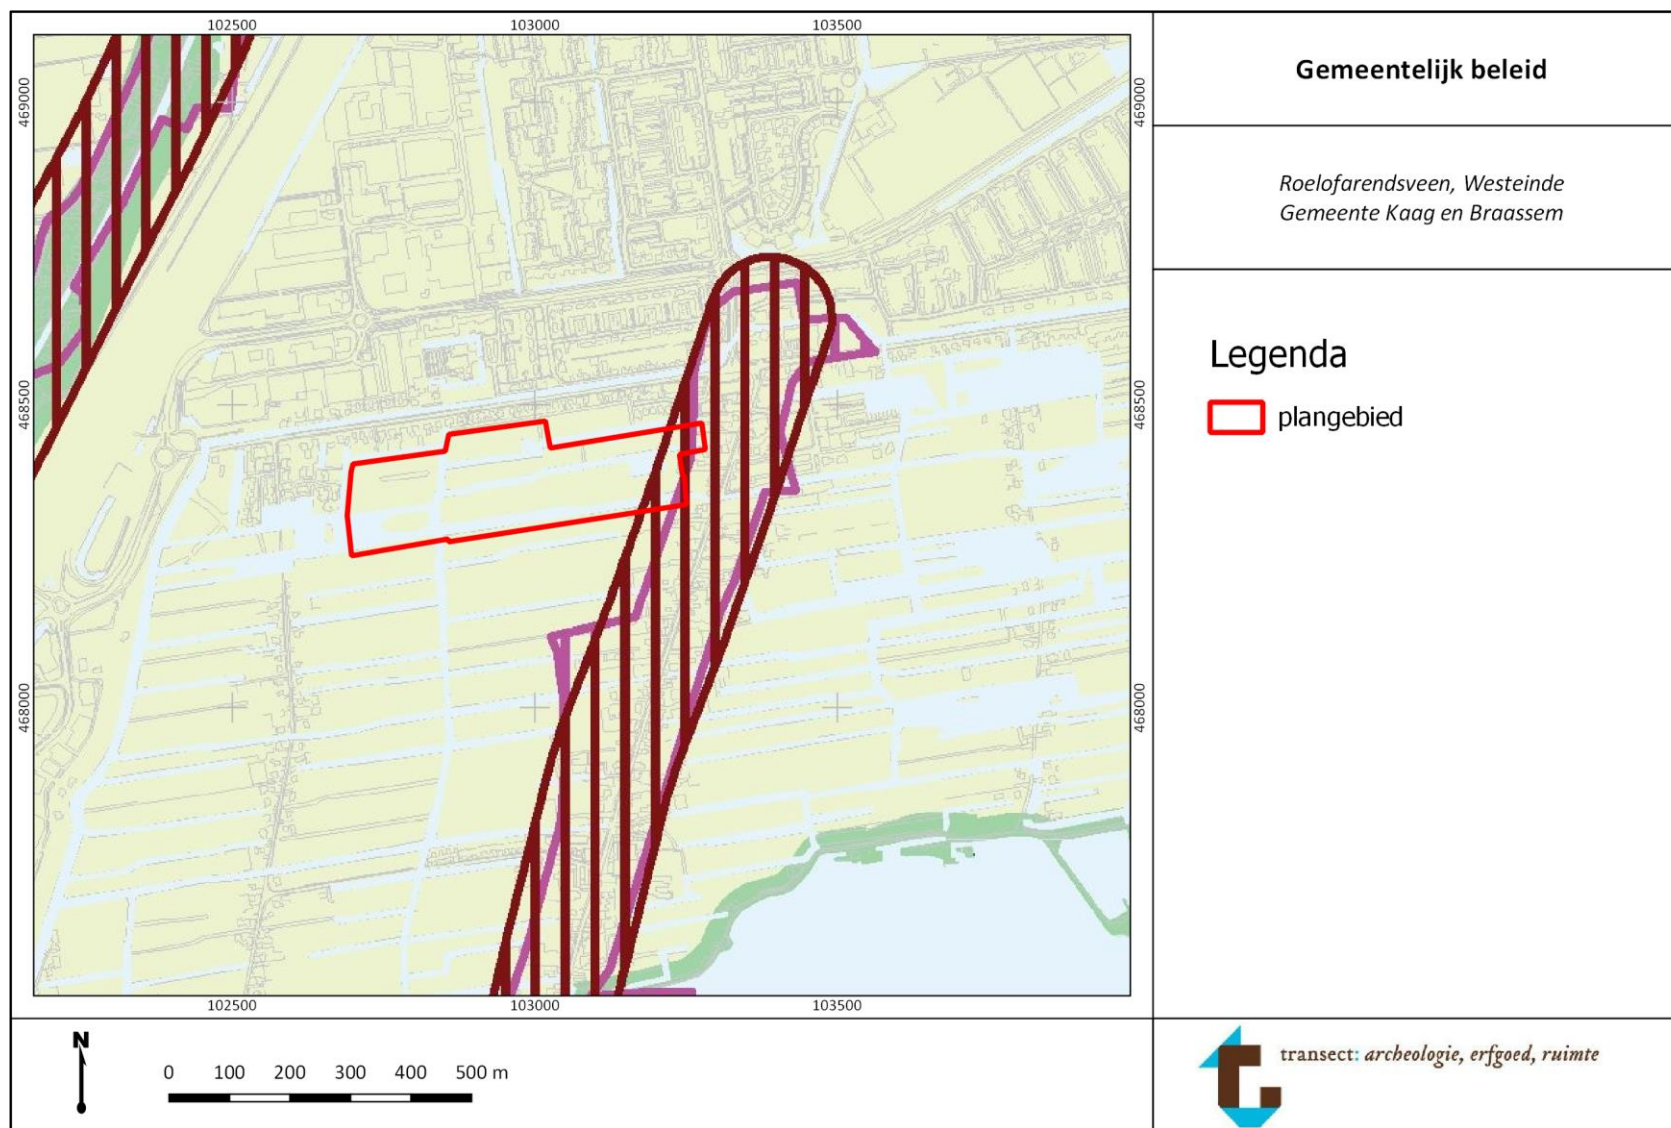 102500 103000 103500
469000 469000
468500 468500
468000 468000
102500 103000 103500
N
0 100 200 300 400 500 m
Gemeentelijk beleid
Roelofarendsveen, Westeinde
Gemeente Kaag en Braassem
Legenda
plangebied
transect: archeologie, erfgoed, ruimte